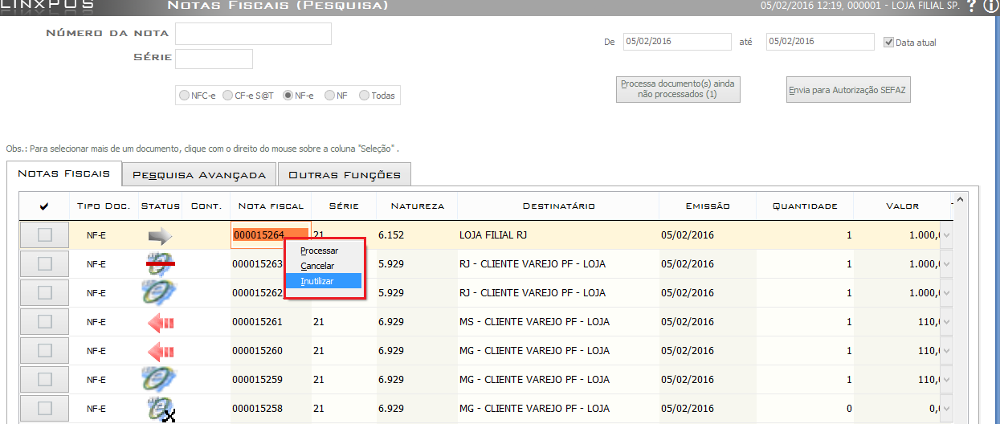 LINXPOS NOTAS FISCAIS (PESQUISA) 05/02/2016 12:19, 000001 - LOJA FILIAL SP. ? i
NÚMERO DA NOTA
De 05/02/2016 até 05/02/2016 Data atual
SÉRIE
Processa documento(s) ainda
não processados (1)
Envia para Autorização SEFAZ
NFC-e CF-e S@T NF-e NF Todas
Obs.: Para selecionar mais de um documento, clique com o direito do mouse sobre a coluna "Seleção" .
NOTAS FISCAIS PESQUISA AVANÇADA OUTRAS FUNÇÕES
TIPO DOC. STATUS CONT. NOTA FISCAL SÉRIE NATUREZA DESTINATÁRIO EMISSÃO QUANTIDADE VALOR
NF-E 000015264 21 6.152 LOJA FILIAL RJ 05/02/2016 1 1.000,
Processar
Cancelar
Inutilizar
NF-E 000015263 5.929 RJ - CLIENTE VAREJO PF - LOJA 05/02/2016 1 1.000,
NF-E 000015262 5.929 RJ - CLIENTE VAREJO PF - LOJA 05/02/2016 1 1.000,
NF-E 000015261 21 6.929 MS - CLIENTE VAREJO PF - LOJA 05/02/2016 1 110,
NF-E 000015260 21 6.929 MG - CLIENTE VAREJO PF - LOJA 05/02/2016 1 110,
NF-E 000015259 21 6.929 MG - CLIENTE VAREJO PF - LOJA 05/02/2016 1 110,
NF-E 000015258 21 6.929 MG - CLIENTE VAREJO PF - LOJA 05/02/2016 0 0,